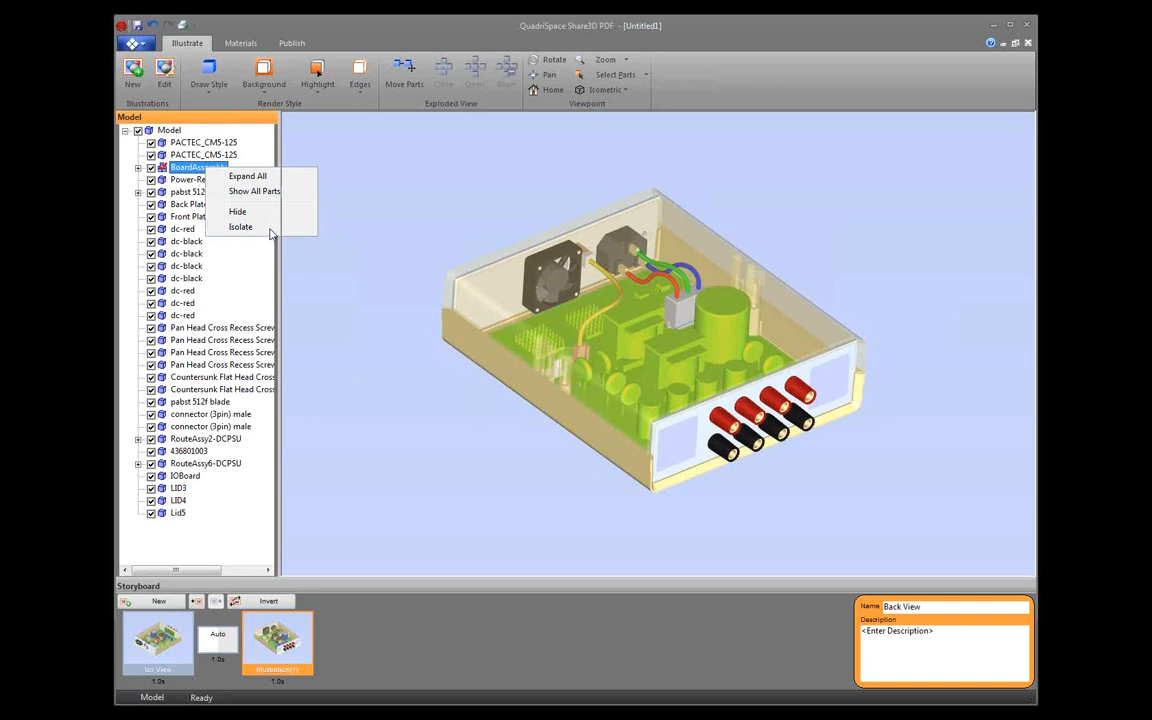 QuadriSpace Share3D PDF - [Untitled1]
Illustrate Materials Publish
New Edit Draw Style Background Highlight Edges Move Parts
Rotate Zoom
Pan Select Parts
Home Isometric
Illustrations Render Style Exploded View Viewpoint
Model
Model
PACTEC_CM5-125
PACTEC_CM5-125
Expand All
Show All Parts
Hide
Isolate
pabst 512
dc-red
dc-black
dc-black
dc-black
dc-black
dc-red
dc-red
dc-red
Pan Head Cross Recess Screw
Pan Head Cross Recess Screw
Pan Head Cross Recess Screw
Pan Head Cross Recess Screw
Countersunk Flat Head Cross
Countersunk Flat Head Cross
pabst 512f blade
connector (3pin) male
connector (3pin) male
RouteAssy2-DCPSU
436801003
RouteAssy6-DCPSU
IOBoard
LID3
LID4
Lid5
Storyboard
New Invert
Iso View
1.0s
Auto
1.0s
Illustration(1)
1.0s
Name Back View
Description
<Enter Description>
Model Ready